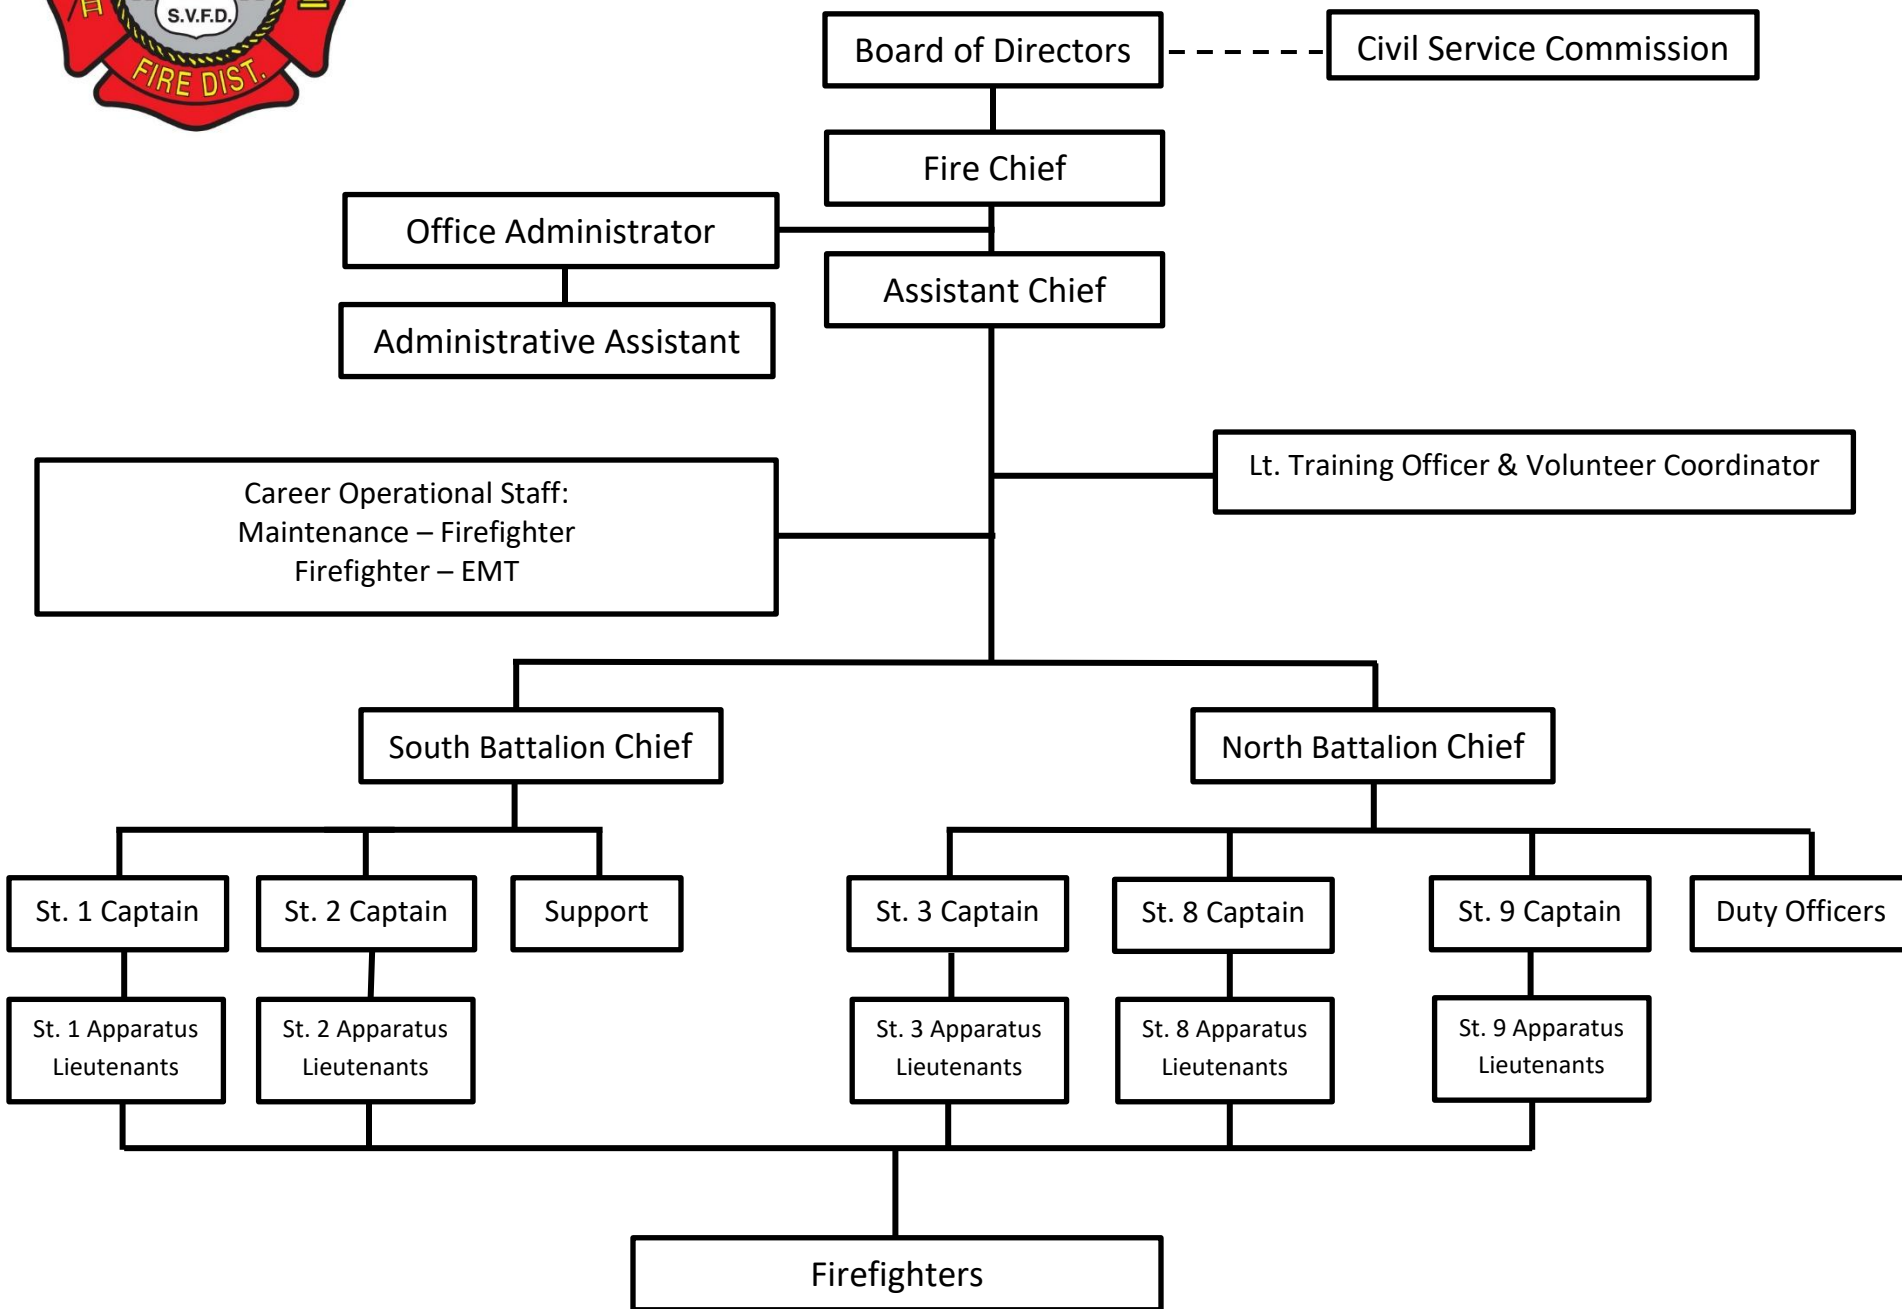 S.V.F.D.
FIRE DIST.
Board of Directors
Civil Service Commission
Fire Chief
Office Administrator
Assistant Chief
Administrative Assistant
Lt. Training Officer & Volunteer Coordinator
Career Operational Staff:
Maintenance – Firefighter
Firefighter – EMT
South Battalion Chief
North Battalion Chief
St. 1 Captain
St. 2 Captain
Support
St. 3 Captain
St. 8 Captain
St. 9 Captain
Duty Officers
St. 1 Apparatus
Lieutenants
St. 2 Apparatus
Lieutenants
St. 3 Apparatus
Lieutenants
St. 8 Apparatus
Lieutenants
St. 9 Apparatus
Lieutenants
Firefighters